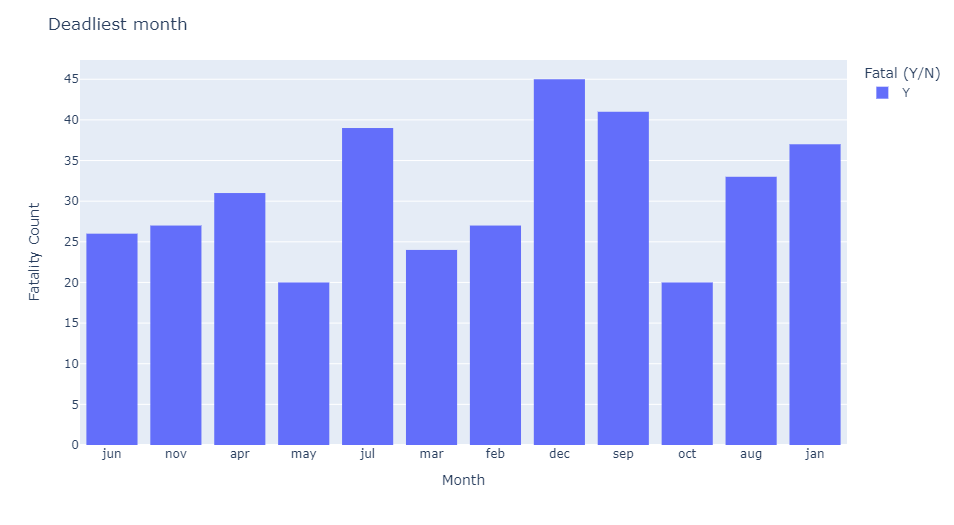 Deadliest month
Fatal (Y/N)
Y
45
40
35
30
25
20
15
10
5
0
Fatality Count
jun nov apr may jul mar feb dec sep oct aug jan
Month